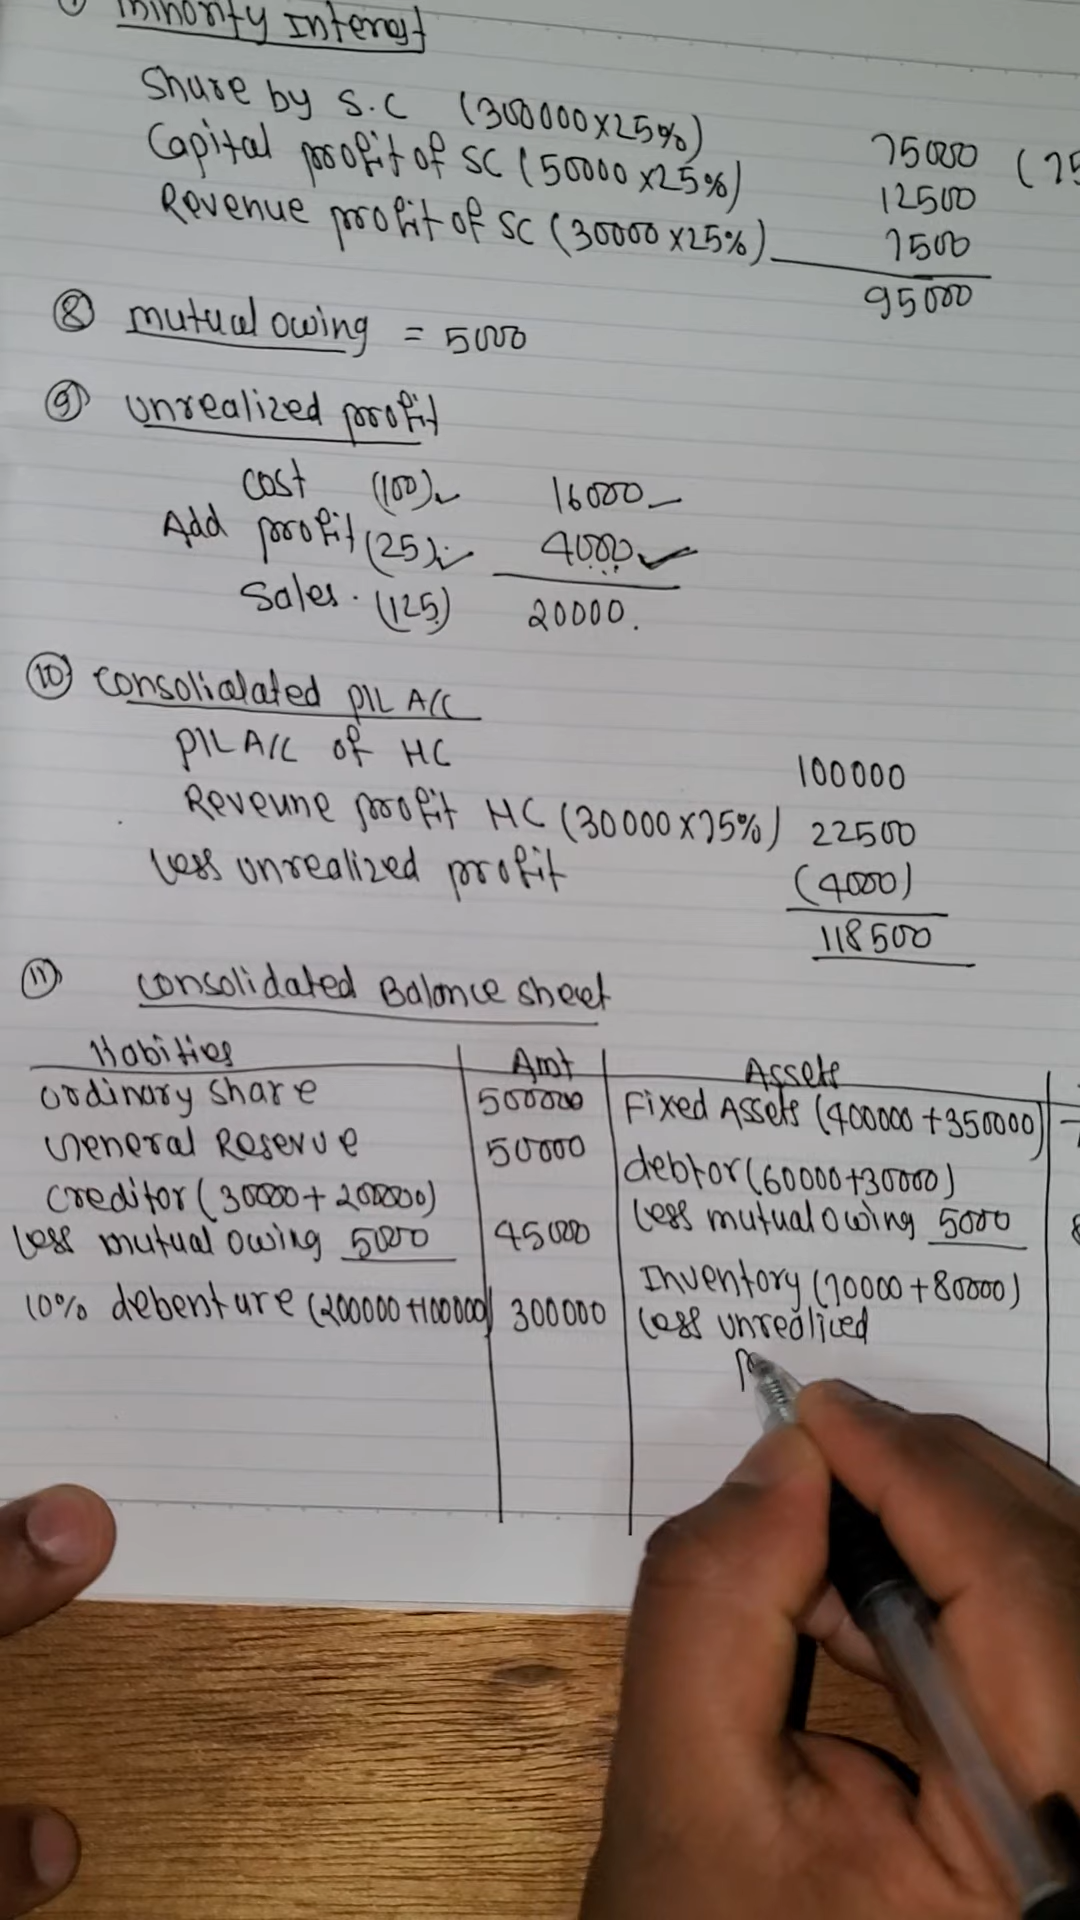 Minority Interest
Share by S.C (300000x25%) 75000
Capital profit of SC (50000x25%) 12500
Revenue profit of SC (30000x25%) 7500
95000
⑧ mutual owing = 5000
⑨ unrealized profit
Cost (100) 16000
Add profit (25) 4000
Sales. (125) 20000.
⑩ consolialated P/L A/C
P/L A/C of HC 100000
Reveune profit HC (30000x75%) 22500
Less unrealized profit (4000)
118500
⑪ Consolidated Balance sheet
Amt Assets
ordinary share 500000 Fixed Assets (400000+350000)
General Reserve 50000 debtor (60000+30000)
creditor (30000+200000)
Less mutual owing 5000 45000 Less mutual owing 5000
Inventory (70000+80000)
10% debenture (200000+100000) 300000 Less unrealized